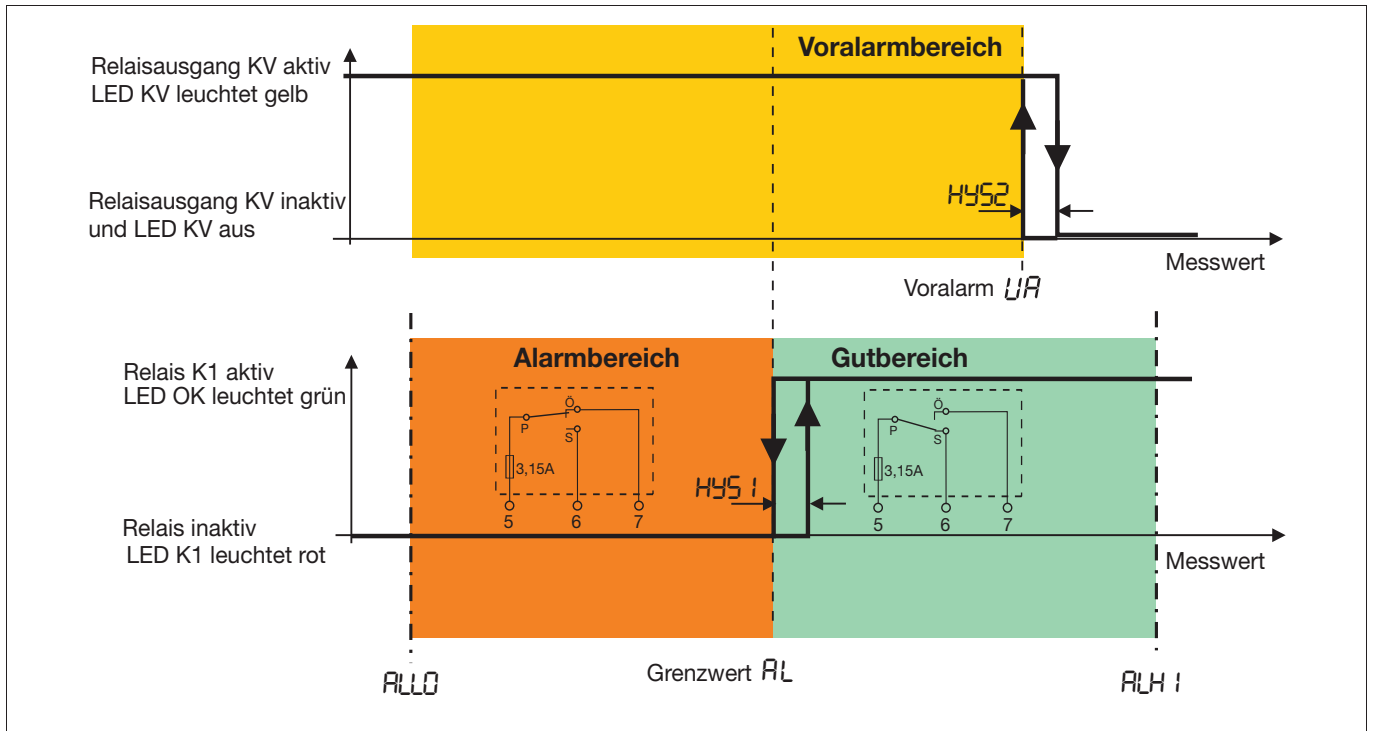 Voralarmbereich
Relaisausgang KV aktiv
LED KV leuchtet gelb
Relaisausgang KV inaktiv
und LED KV aus
HYS2
Messwert
Voralarm UA
Alarmbereich
Gutbereich
Relais K1 aktiv
LED OK leuchtet grün
Ö
P
S
3,15A
5 6 7
Ö
P
S
3,15A
5 6 7
HYS1
Relais inaktiv
LED K1 leuchtet rot
Messwert
ALLO
Grenzwert AL
ALHI